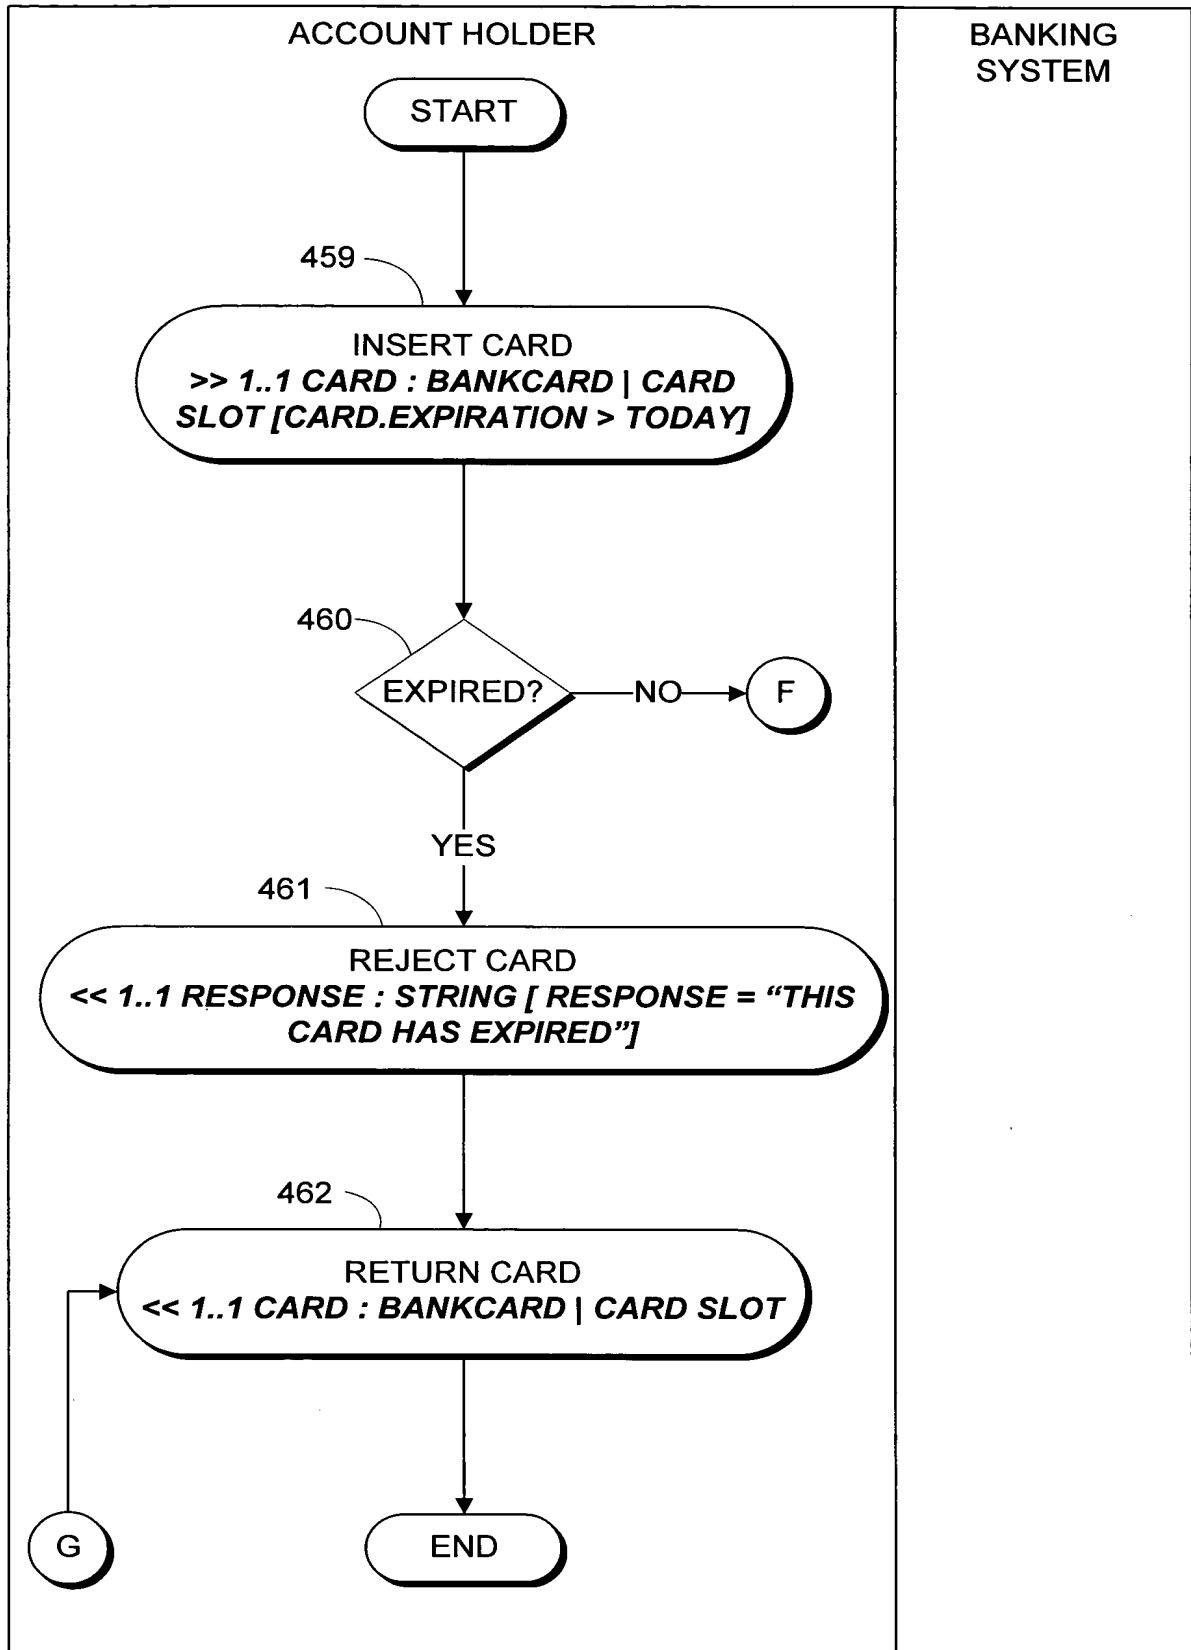 ACCOUNT HOLDER
BANKING
SYSTEM
START
459
INSERT CARD
>> 1..1 CARD : BANKCARD | CARD
SLOT [CARD.EXPIRATION > TODAY]
460
EXPIRED?
NO
F
YES
461
REJECT CARD
<< 1..1 RESPONSE : STRING [ RESPONSE = “THIS
CARD HAS EXPIRED”]
462
RETURN CARD
<< 1..1 CARD : BANKCARD | CARD SLOT
G
END